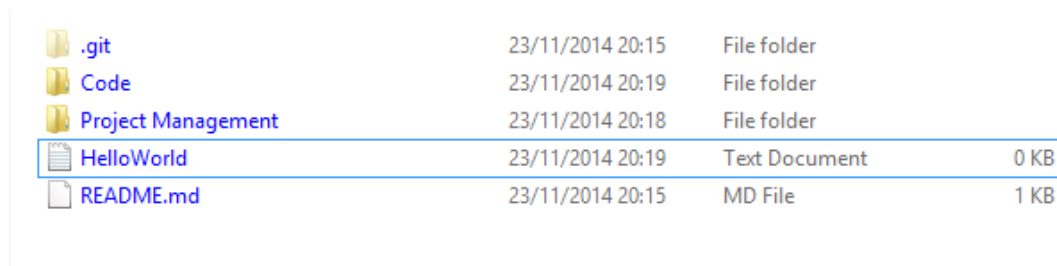 .git 23/11/2014 20:15 File folder
Code 23/11/2014 20:19 File folder
Project Management 23/11/2014 20:18 File folder
HelloWorld 23/11/2014 20:19 Text Document 0 KB
README.md 23/11/2014 20:15 MD File 1 KB